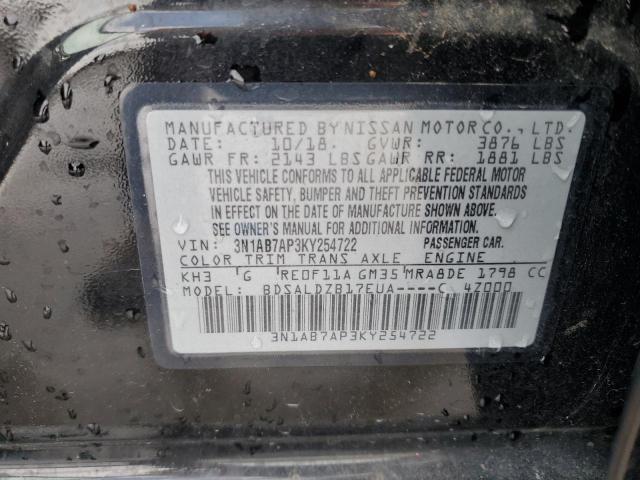 MANUFACTURED BY NISSAN MOTOR CO., LTD.
DATE: 10/18. GVWR: 3876 LBS
GAWR FR: 2143 LBS GAWR RR: 1881 LBS
THIS VEHICLE CONFORMS TO ALL APPLICABLE FEDERAL MOTOR
VEHICLE SAFETY, BUMPER AND THEFT PREVENTION STANDARDS
IN EFFECT ON THE DATE OF MANUFACTURE SHOWN ABOVE.
SEE OWNER'S MANUAL FOR ADDITIONAL INFORMATION.
VIN: 3N1AB7AP3KY254722 PASSENGER CAR.
COLOR TRIM TRANS AXLE ENGINE
KH3 'G 'RE0F11A GM35'MRA8DE 1798 CC
MODEL: BDSALDZB17EUA----C 4Z000
3N1AB7AP3KY254722